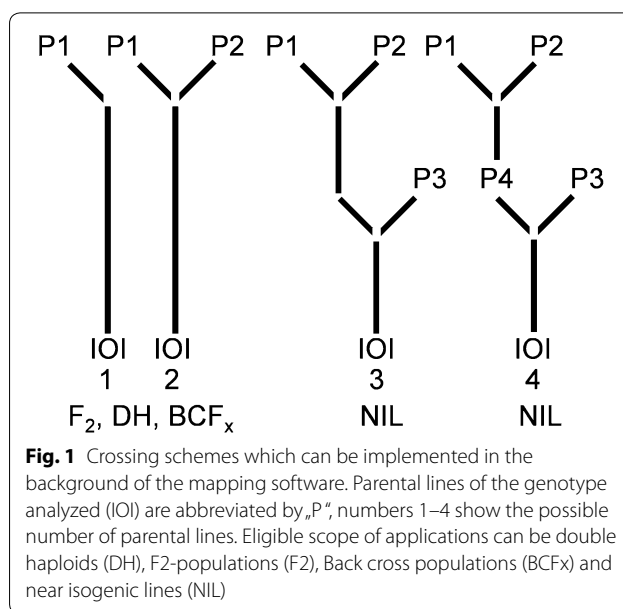 P1 P1 P2 P1 P2 P1 P2
P3 P4 P3
IOI IOI IOI IOI
1 2 3 4
F2, DH, BCFx NIL NIL
Fig. 1 Crossing schemes which can be implemented in the
background of the mapping software. Parental lines of the genotype
analyzed (IOI) are abbreviated by „P“, numbers 1–4 show the possible
number of parental lines. Eligible scope of applications can be double
haploids (DH), F2-populations (F2), Back cross populations (BCFx) and
near isogenic lines (NIL)